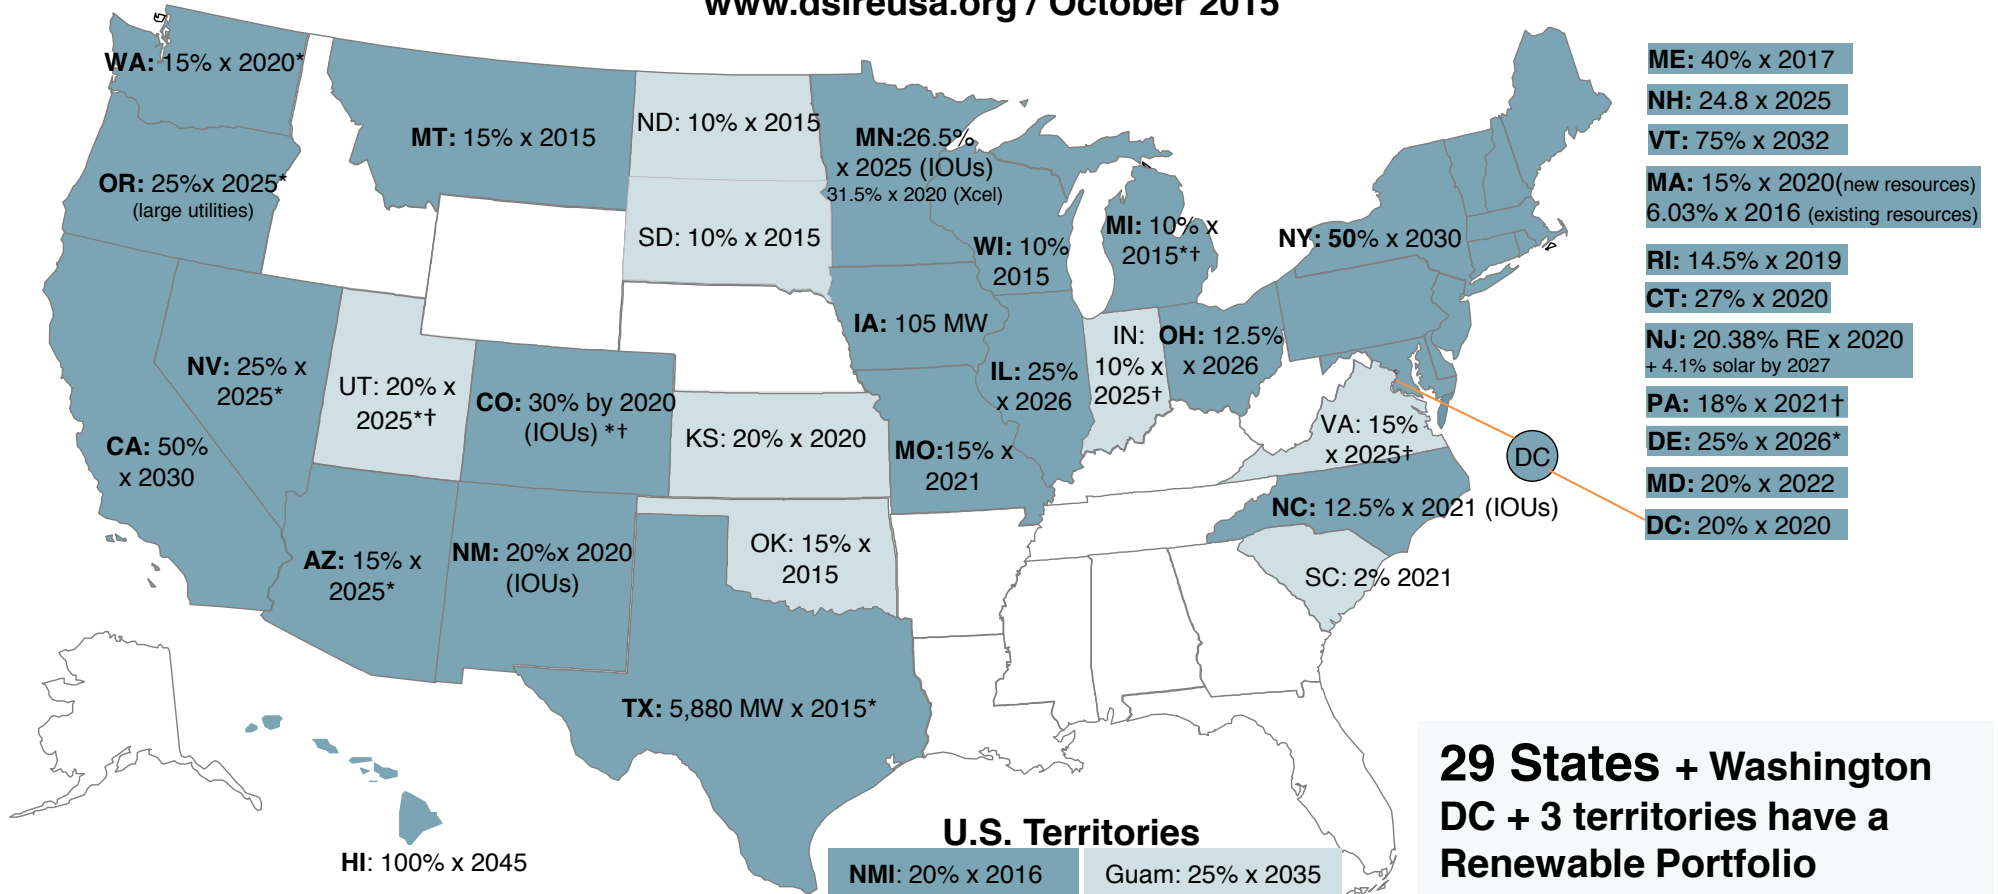 www.dsireusa.org / October 2015
WA: 15% x 2020*
MT: 15% x 2015
ND: 10% x 2015
MN:26.5%
x 2025 (IOUs)
31.5% x 2020 (Xcel)
OR: 25%x 2025*
(large utilities)
SD: 10% x 2015
WI: 10%
2015
MI: 10% x
2015*†
NY: 50% x 2030
IA: 105 MW
IN:
10% x
2025†
OH: 12.5%
x 2026
NV: 25% x
2025*
UT: 20% x
2025*†
CO: 30% by 2020
(IOUs) *†
IL: 25%
x 2026
KS: 20% x 2020
CA: 50%
x 2030
MO:15% x
2021
VA: 15%
x 2025†
DC
NC: 12.5% x 2021 (IOUs)
AZ: 15% x
2025*
NM: 20%x 2020
(IOUs)
OK: 15% x
2015
SC: 2% 2021
TX: 5,880 MW x 2015*
HI: 100% x 2045
ME: 40% x 2017
NH: 24.8 x 2025
VT: 75% x 2032
MA: 15% x 2020(new resources)
6.03% x 2016 (existing resources)
RI: 14.5% x 2019
CT: 27% x 2020
NJ: 20.38% RE x 2020
+ 4.1% solar by 2027
PA: 18% x 2021†
DE: 25% x 2026*
MD: 20% x 2022
DC: 20% x 2020
U.S. Territories
NMI: 20% x 2016
Guam: 25% x 2035
29 States + Washington
DC + 3 territories have a
Renewable Portfolio